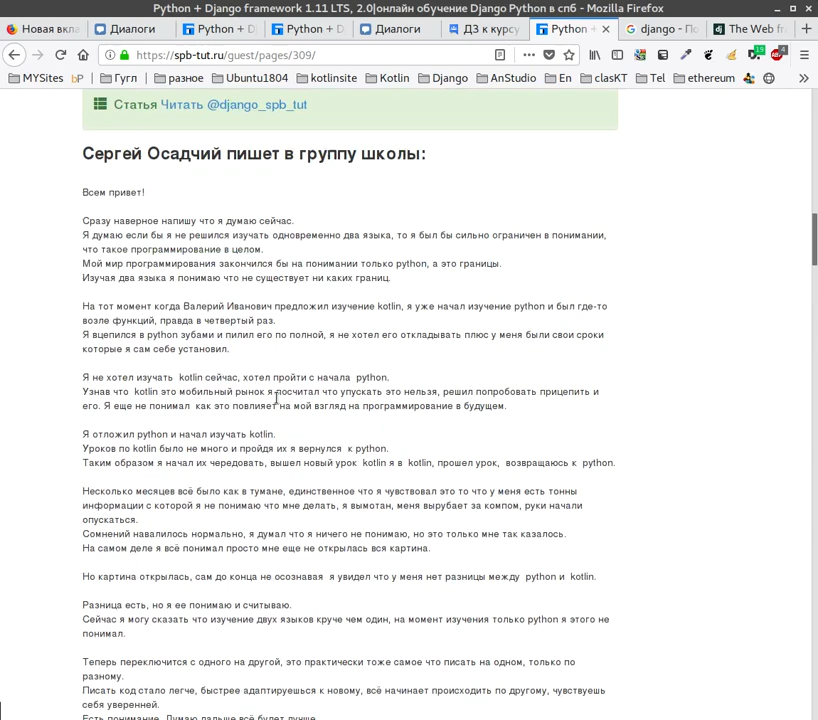 Python + Django framework 1.11 LTS, 2.0|онлайн обучение Django Python в спб - Mozilla Firefox
Новая вкла
Диалоги
Python + D
Python + D
Диалоги
ДЗ к курсу
Python +
django - По
The Web fr
https://spb-tut.ru/guest/pages/309/
19
4
MYSites
bP
Гугл
разное
Ubuntu1804
kotlinsite
Kotlin
Django
AnStudio
En
clasKT
Tel
ethereum
Статья Читать @django_spb_tut
Сергей Осадчий пишет в группу школы:
Всем привет!
Сразу наверное напишу что я думаю сейчас.
Я думаю если бы я не решился изучать одновременно два языка, то я был бы сильно ограничен в понимании,
что такое программирование в целом.
Мой мир программирования закончился бы на понимании только python, а это границы.
Изучая два языка я понимаю что не существует ни каких границ.
На тот момент когда Валерий Иванович предложил изучение kotlin, я уже начал изучение python и был где-то
возле функций, правда в четвертый раз.
Я вцепился в python зубами и пилил его по полной, я не хотел его откладывать плюс у меня были свои сроки
которые я сам себе установил.
Я не хотел изучать kotlin сейчас, хотел пройти с начала python.
Узнав что kotlin это мобильный рынок я посчитал что упускать это нельзя, решил попробовать прицепить и
его. Я еще не понимал как это повлияет на мой взгляд на программирование в будущем.
Я отложил python и начал изучать kotlin.
Уроков по kotlin было не много и пройдя их я вернулся к python.
Таким образом я начал их чередовать, вышел новый урок kotlin я в kotlin, прошел урок, возвращаюсь к python.
Несколько месяцев всё было как в тумане, единственное что я чувствовал это то что у меня есть тонны
информации с которой я не понимаю что мне делать, я вымотан, меня вырубает за компом, руки начали
опускаться.
Сомнений навалилось нормально, я думал что я ничего не понимаю, но это только мне так казалось.
На самом деле я всё понимал просто мне еще не открылась вся картина.
Но картина открылась, сам до конца не осознавая я увидел что у меня нет разницы между python и kotlin.
Разница есть, но я ее понимаю и считываю.
Сейчас я могу сказать что изучение двух языков круче чем один, на момент изучения только python я этого не
понимал.
Теперь переключится с одного на другой, это практически тоже самое что писать на одном, только по
разному.
Писать код стало легче, быстрее адаптируешься к новому, всё начинает происходить по другому, чувствуешь
себя уверенней.
Есть понимание. Думаю дальше всё будет лучше.